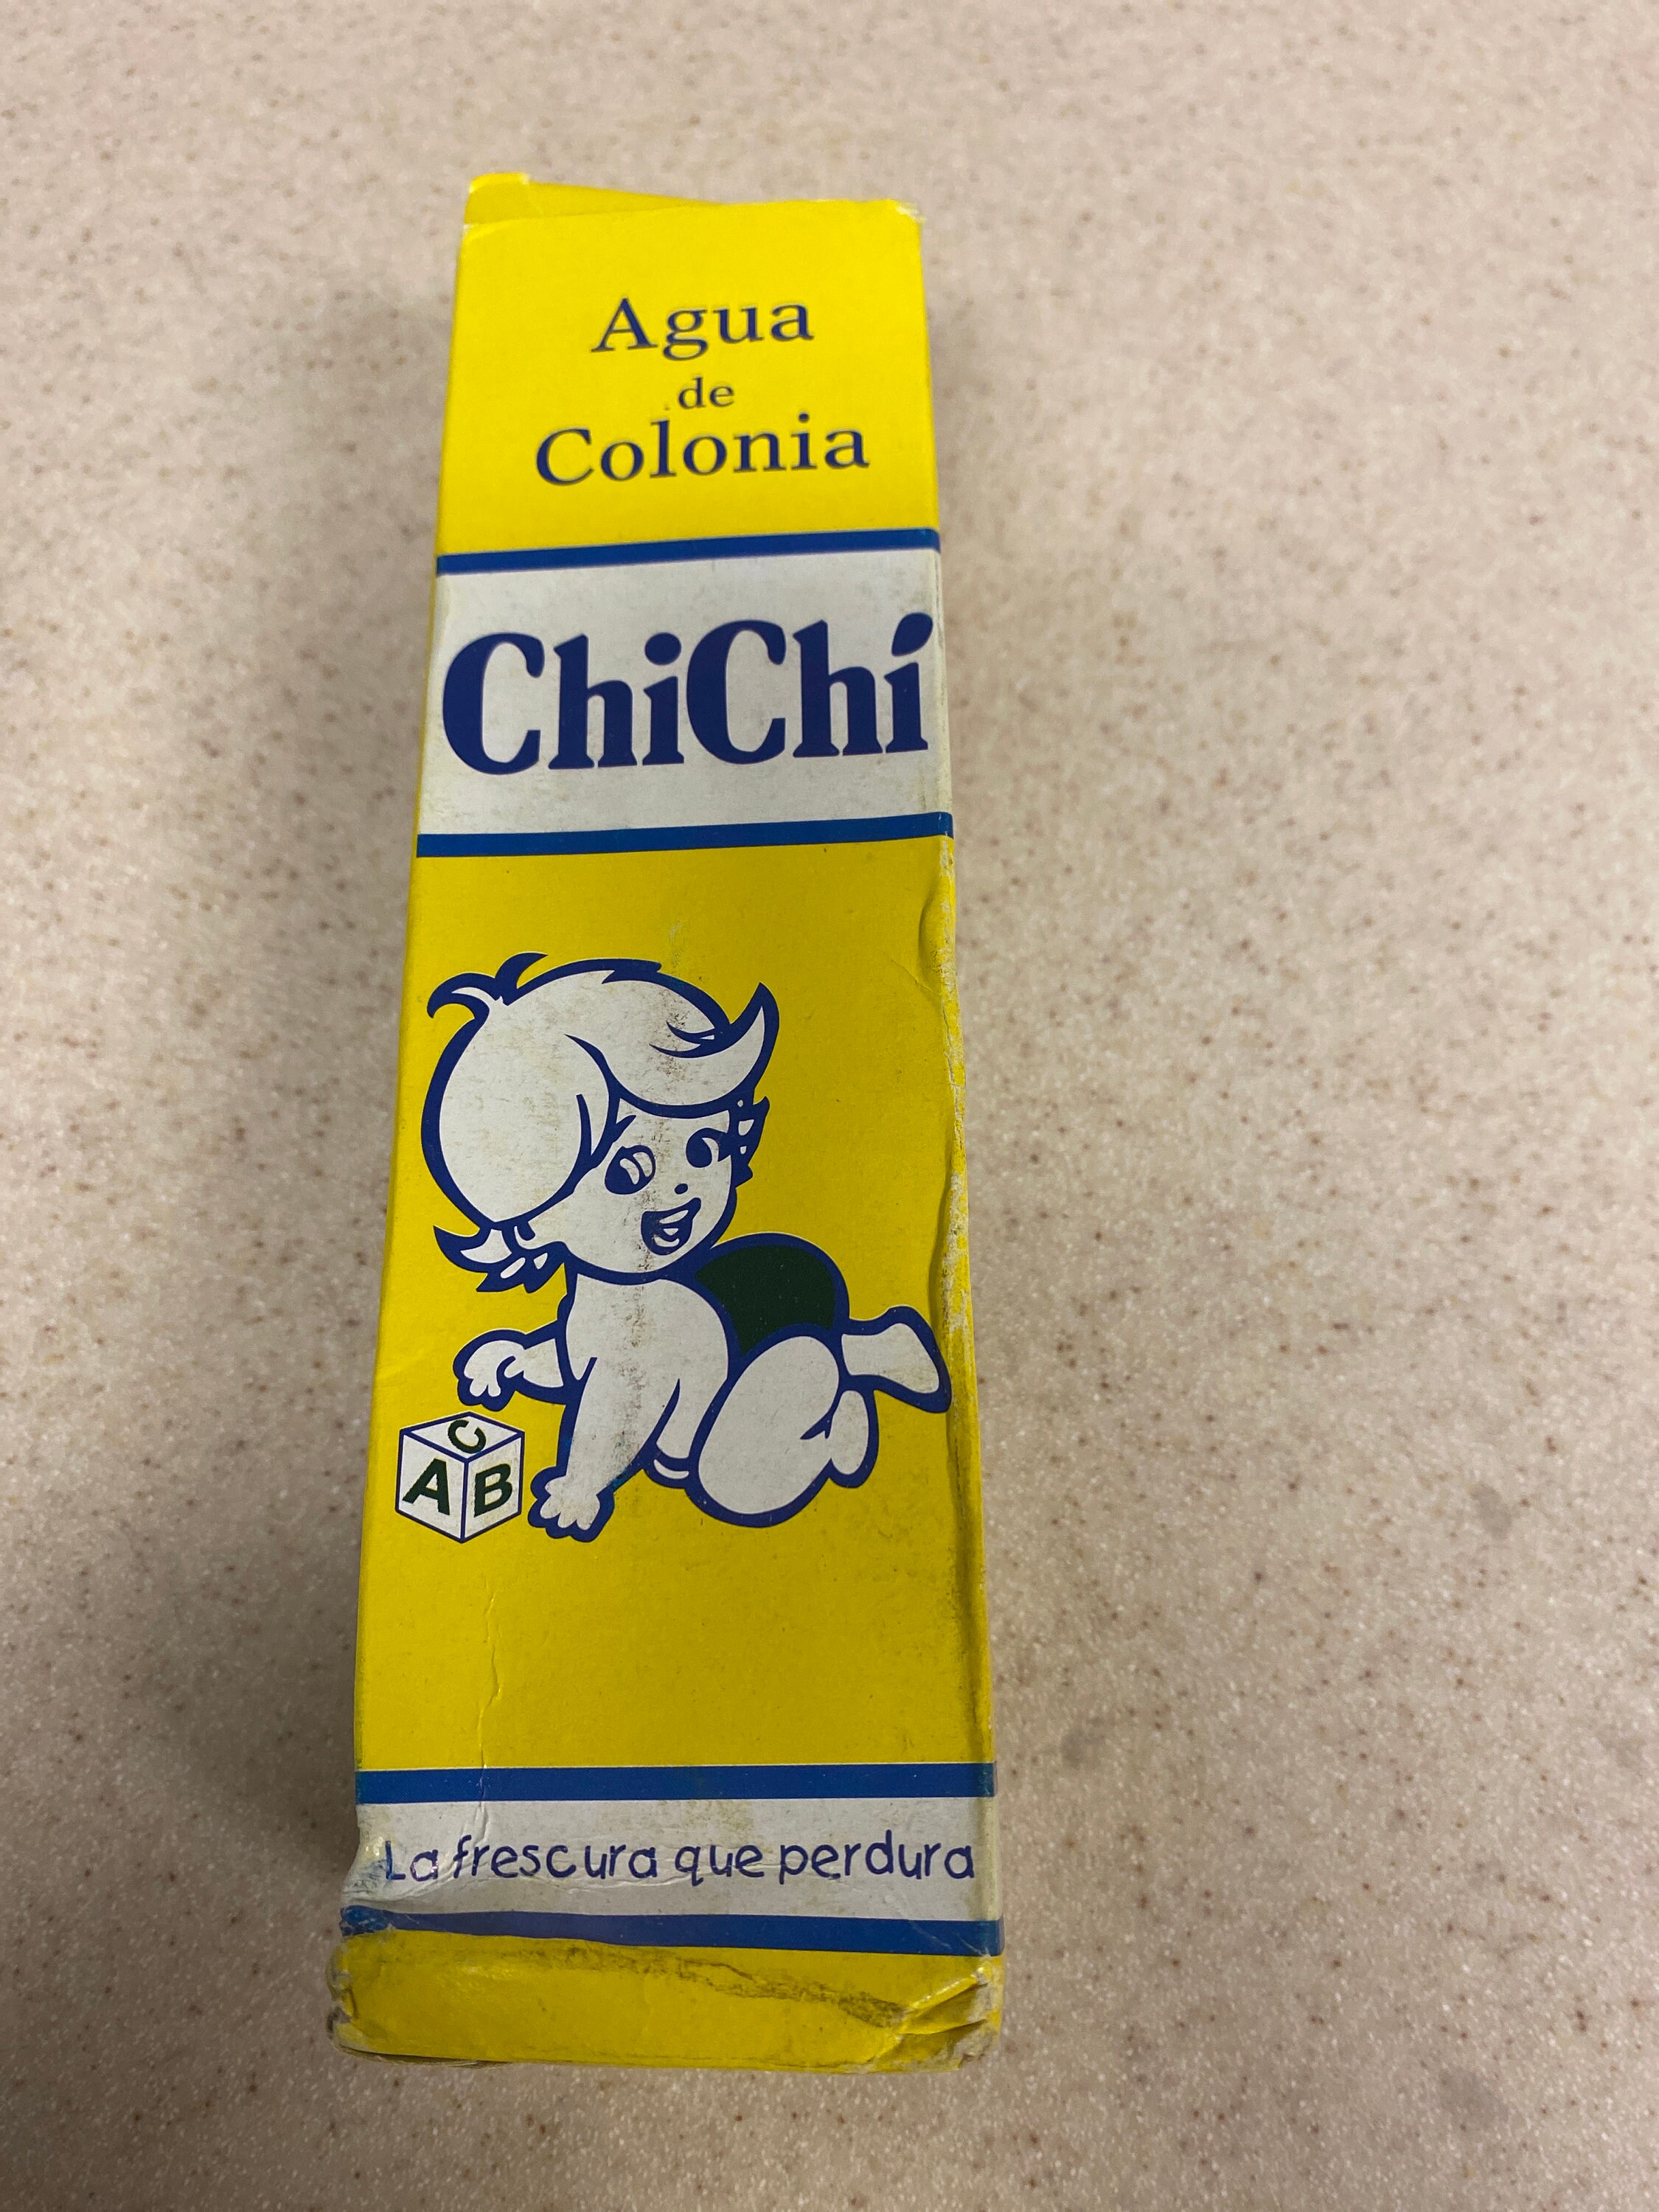 Agua
de
Colonia
ChiChí
C
A B
La frescura que perdura